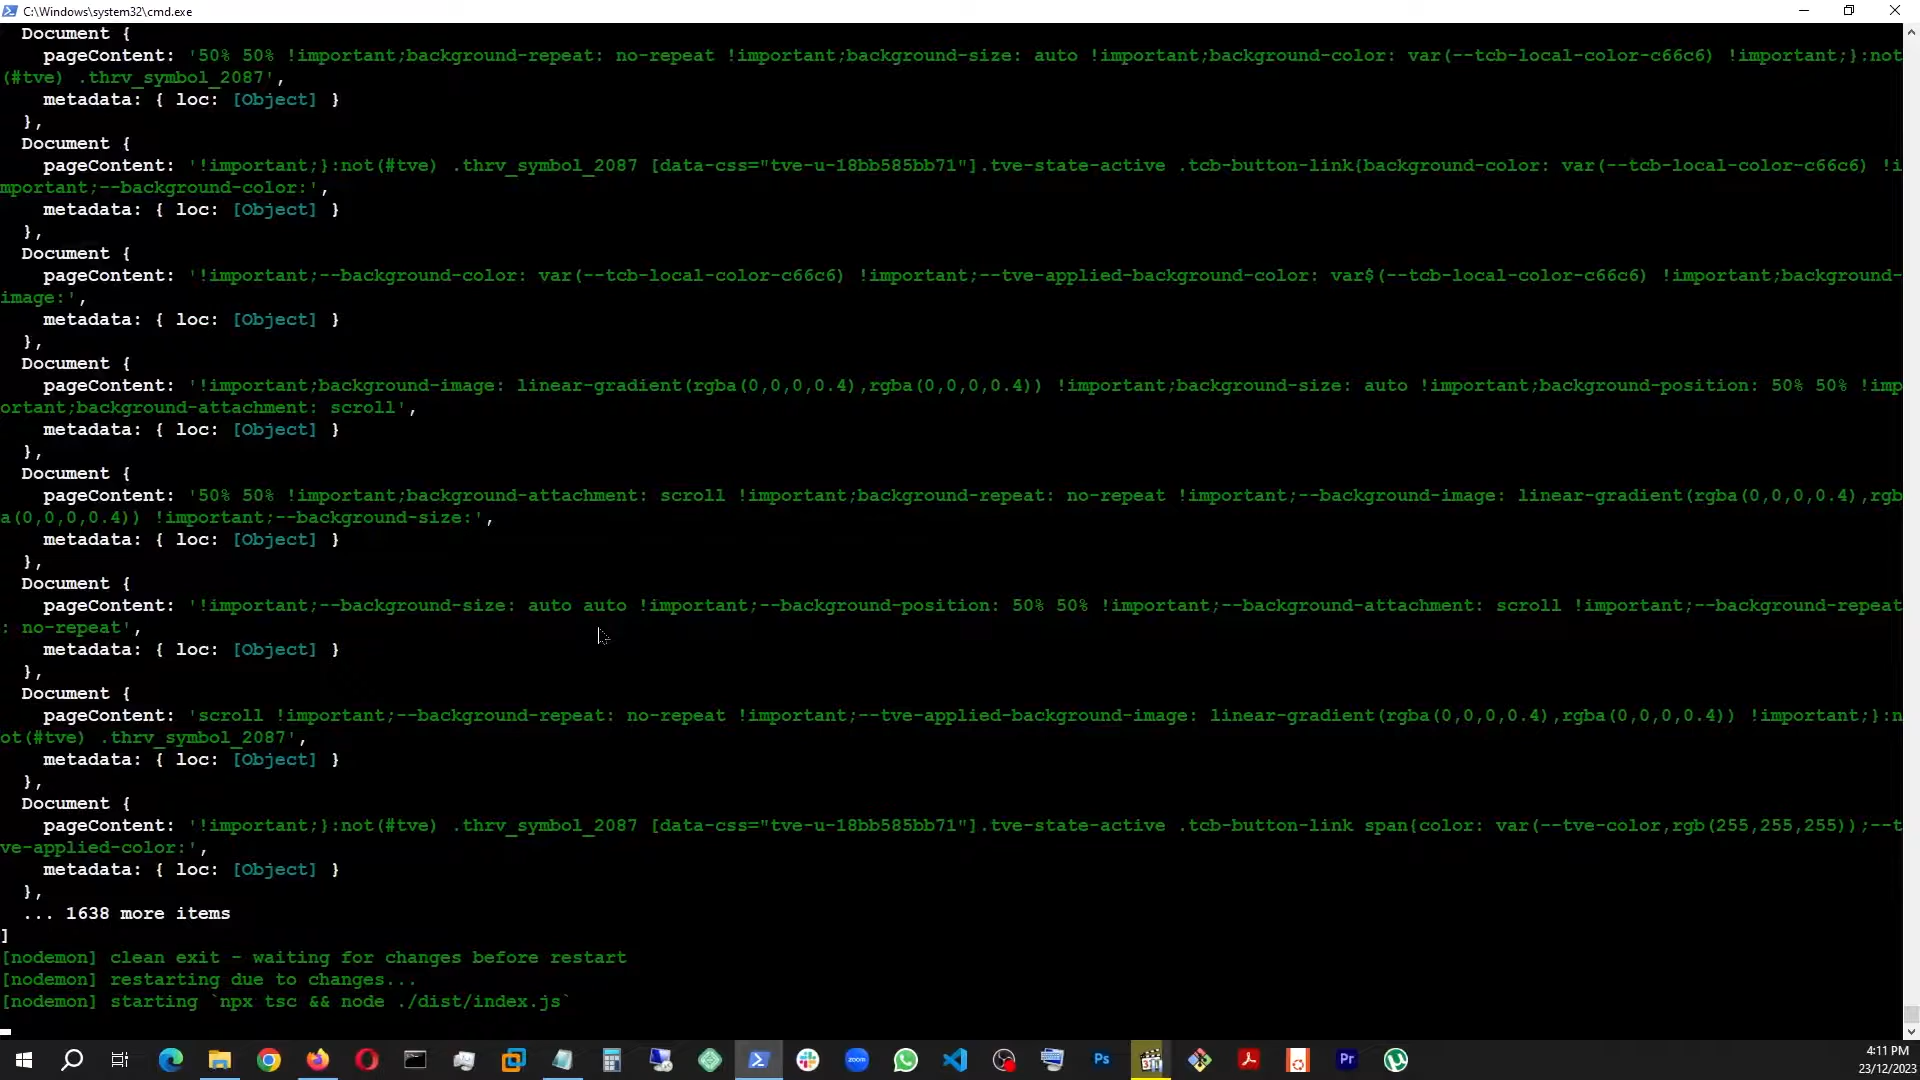 C:\Windows\system32\cmd.exe
Document {
pageContent: '50% 50% !important;background-repeat: no-repeat !important;background-size: auto !important;background-color: var(--tcb-local-color-c66c6) !important;}:not
(#tve) .thrv_symbol_2087',
metadata: { loc: [Object] }
},
Document {
pageContent: '!important;}:not(#tve) .thrv_symbol_2087 [data-css="tve-u-18bb585bb71"].tve-state-active .tcb-button-link{background-color: var(--tcb-local-color-c66c6) !i
mportant;--background-color:',
metadata: { loc: [Object] }
},
Document {
pageContent: '!important;--background-color: var(--tcb-local-color-c66c6) !important;--tve-applied-background-color: var$(--tcb-local-color-c66c6) !important;background-
image:',
metadata: { loc: [Object] }
},
Document {
pageContent: '!important;background-image: linear-gradient(rgba(0,0,0,0.4),rgba(0,0,0,0.4)) !important;background-size: auto !important;background-position: 50% 50% !imp
ortant;background-attachment: scroll',
metadata: { loc: [Object] }
},
Document {
pageContent: '50% 50% !important;background-attachment: scroll !important;background-repeat: no-repeat !important;--background-image: linear-gradient(rgba(0,0,0,0.4),rgb
a(0,0,0,0.4)) !important;--background-size:',
metadata: { loc: [Object] }
},
Document {
pageContent: '!important;--background-size: auto auto !important;--background-position: 50% 50% !important;--background-attachment: scroll !important;--background-repeat
: no-repeat',
metadata: { loc: [Object] }
},
Document {
pageContent: 'scroll !important;--background-repeat: no-repeat !important;--tve-applied-background-image: linear-gradient(rgba(0,0,0,0.4),rgba(0,0,0,0.4)) !important;}:n
ot(#tve) .thrv_symbol_2087',
metadata: { loc: [Object] }
},
Document {
pageContent: '!important;}:not(#tve) .thrv_symbol_2087 [data-css="tve-u-18bb585bb71"].tve-state-active .tcb-button-link span{color: var(--tve-color,rgb(255,255,255));--t
ve-applied-color:',
metadata: { loc: [Object] }
},
... 1638 more items
]
[nodemon] clean exit - waiting for changes before restart
[nodemon] restarting due to changes...
[nodemon] starting `npx tsc && node ./dist/index.js`
zoom
Ps
Pr
4:11 PM
23/12/2023